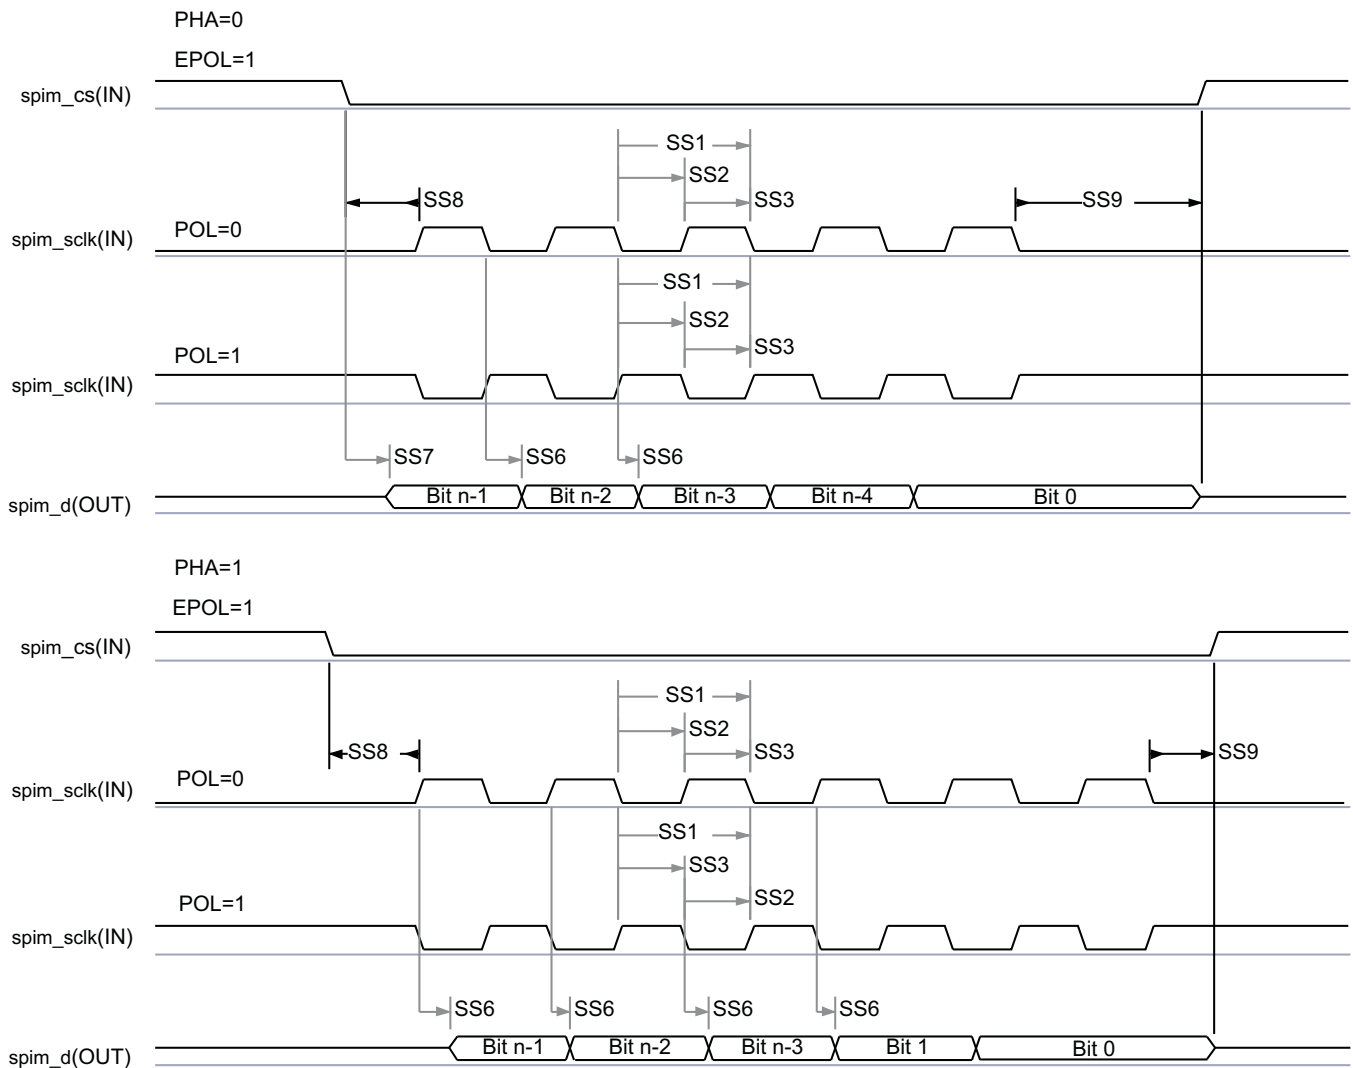 PHA=0
EPOL=1
spim_cs(IN)
SS1
SS2
SS8
SS3
SS9
POL=0
spim_sclk(IN)
SS1
SS2
SS3
POL=1
spim_sclk(IN)
SS7
SS6
SS6
spim_d(OUT)
Bit n-1
Bit n-2
Bit n-3
Bit n-4
Bit 0
PHA=1
EPOL=1
spim_cs(IN)
SS1
SS2
SS8
SS3
SS9
POL=0
spim_sclk(IN)
SS1
SS3
SS2
POL=1
spim_sclk(IN)
SS6
SS6
SS6
SS6
spim_d(OUT)
Bit n-1
Bit n-2
Bit n-3
Bit 1
Bit 0